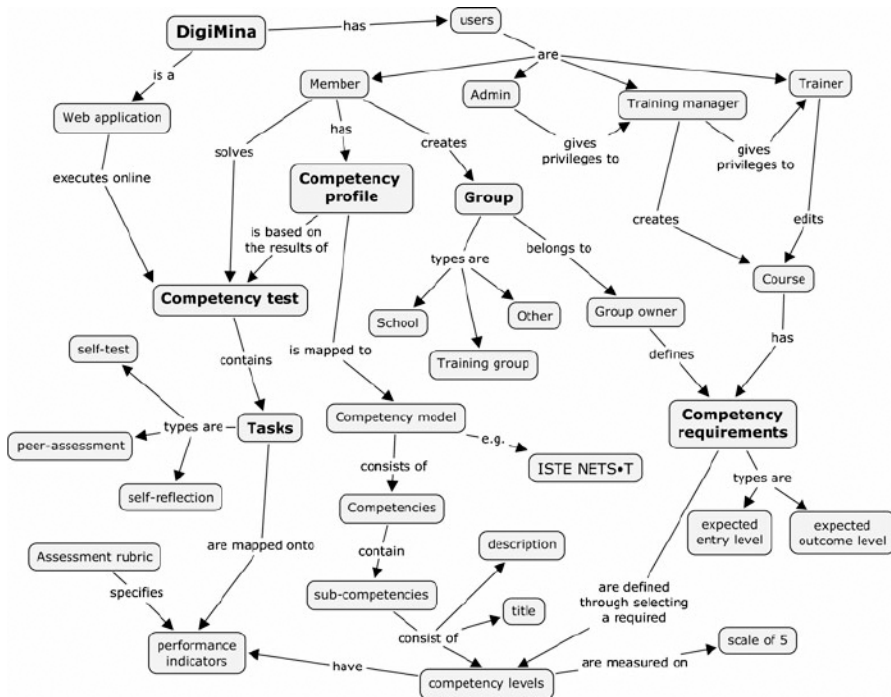 DigiMina
has
users
is a
are
Member
Admin
Training manager
Trainer
Web application
has
gives
privileges to
gives
privileges to
solves
creates
executes online
Competency
profile
Group
creates
edits
is based on
the results of
belongs to
types are
Competency test
Course
School
Other
Group owner
self-test
contains
is mapped to
Training group
defines
has
Competency model
Competency
requirements
peer-assessment
types are
Tasks
e.g.
ISTE NETS•T
consists of
types are
self-reflection
Competencies
expected
entry level
expected
outcome level
Assessment rubric
are mapped onto
contain
description
specifies
sub-competencies
title
are defined
through selecting
a required
consist of
performance
indicators
have
competency levels
are measured on
scale of 5